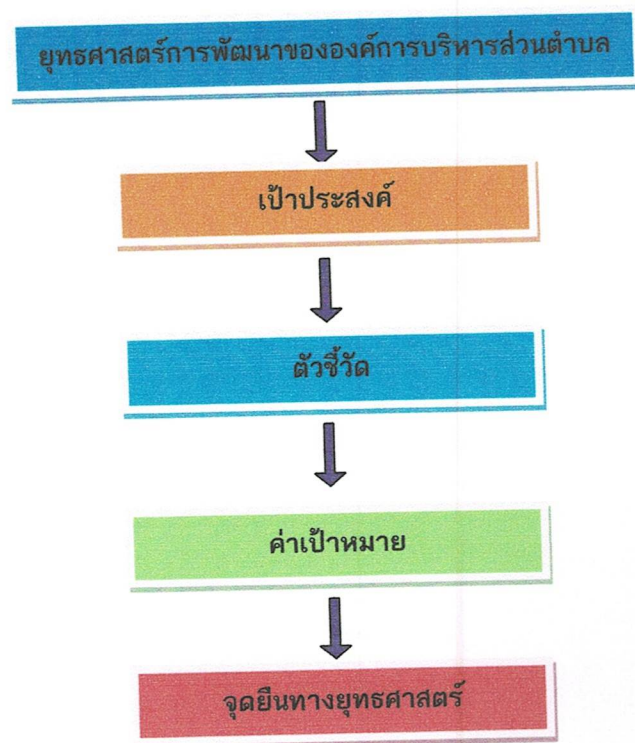 ยุทธศาสตร์การพัฒนาขององค์การบริหารส่วนตำบล
เป้าประสงค์
ตัวชี้วัด
ค่าเป้าหมาย
จุดยืนทางยุทธศาสตร์